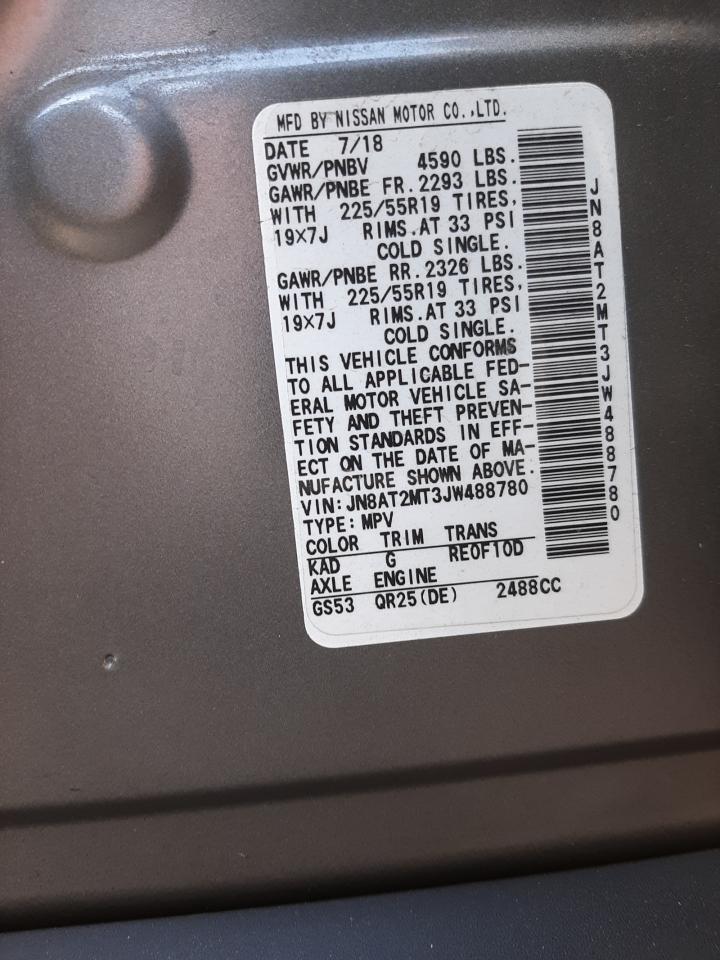 MFD BY NISSAN MOTOR CO.,LTD.
DATE 7/18
GVWR/PNBV 4590 LBS.
GAWR/PNBE FR. 2293 LBS.
WITH 225/55R19 TIRES,
19×7J RIMS.AT 33 PSI
COLD SINGLE.
GAWR/PNBE RR. 2326 LBS.
WITH 225/55R19 TIRES,
19×7J RIMS.AT 33 PSI
COLD SINGLE.
THIS VEHICLE CONFORMS
TO ALL APPLICABLE FED-
ERAL MOTOR VEHICLE SA-
FETY AND THEFT PREVEN-
TION STANDARDS IN EFF-
ECT ON THE DATE OF MA-
NUFACTURE SHOWN ABOVE.
VIN:JN8AT2MT3JW488780
TYPE:MPV
COLOR TRIM TRANS
KAD G RE0F10D
AXLE ENGINE
GS53 QR25(DE) 2488CC
JN8AT2MT3JW488780